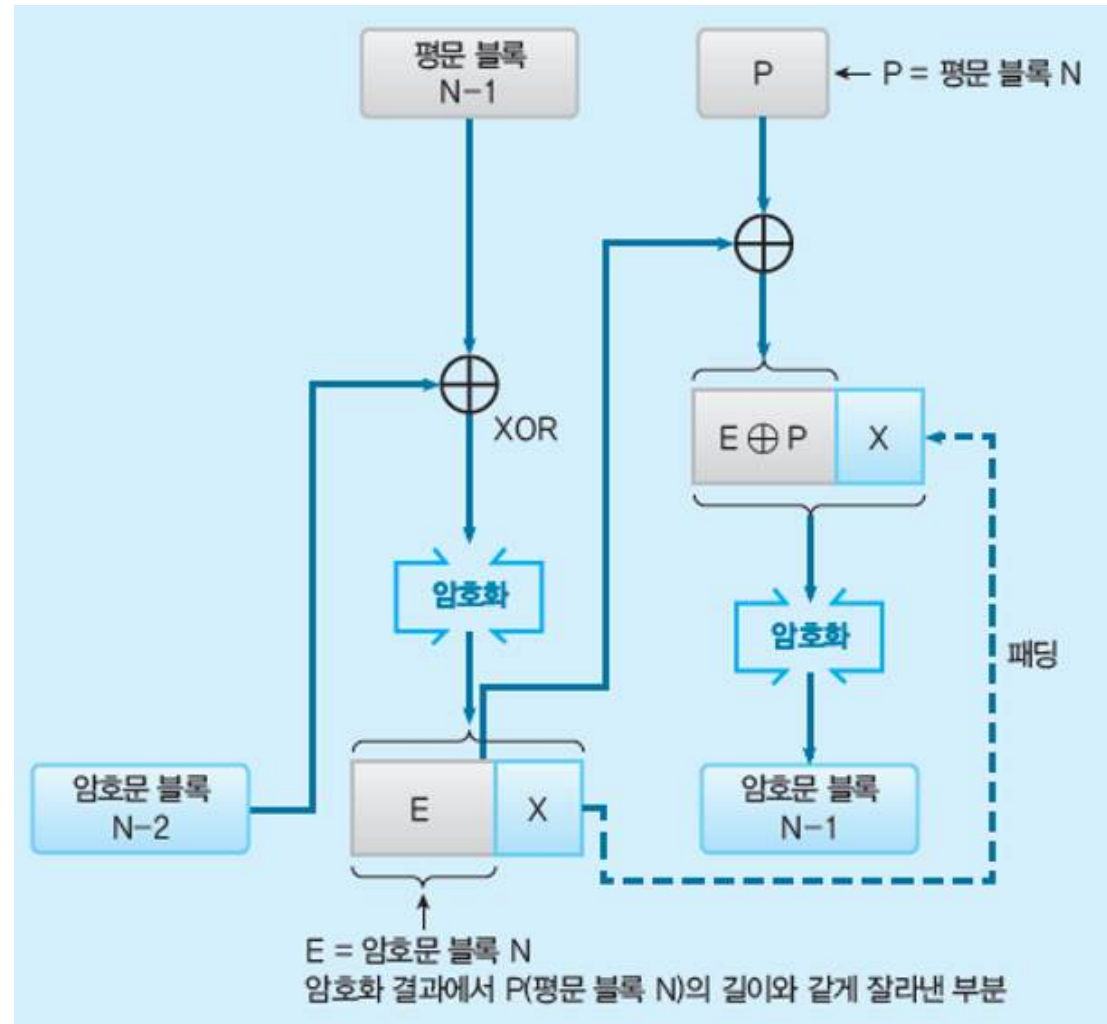 평문 블록
N-1
P
P = 평문 블록 N
XOR
E ⊕ P
X
암호화
암호화
패딩
암호문 블록
N-2
E
X
암호문 블록
N-1
E = 암호문 블록 N
암호화 결과에서 P(평문 블록 N)의 길이와 같게 잘라낸 부분